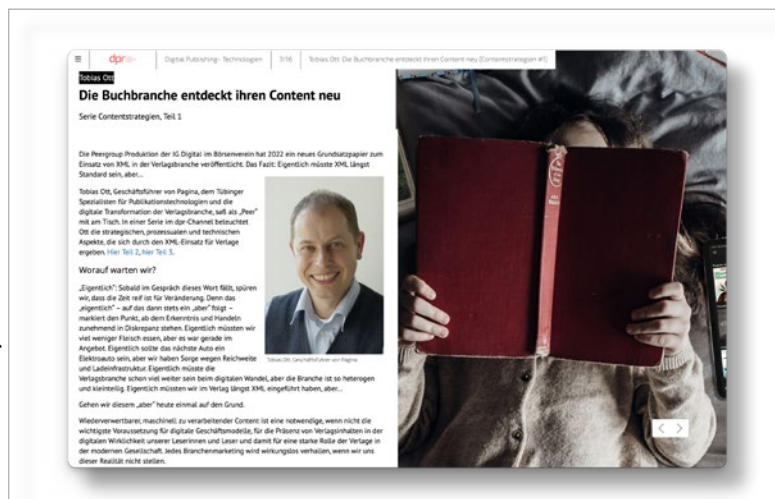 dpr
Digital Publishing- Technologien
3/16
Tobias Ott: Die Buchbranche entdeckt ihren Content neu [Contentstrategien #1]
Tobias Ott
Die Buchbranche entdeckt ihren Content neu
Serie Contentstrategien, Teil 1
Die Peergroup Produktion der IG Digital im Börsenverein hat 2022 ein neues Grundsatzpapier zum
Einsatz von XML in der Verlagsbranche veröffentlicht. Das Fazit: Eigentlich müsste XML längst
Standard sein, aber...
Tobias Ott, Geschäftsführer von Pagina, dem Tübinger
Spezialisten für Publikationstechnologien und die
digitale Transformation der Verlagsbranche, saß als „Peer“
mit am Tisch. In einer Serie im dpr-Channel beleuchtet
Ott die strategischen, prozessualen und technischen
Aspekte, die sich durch den XML-Einsatz für Verlage
ergeben. Hier Teil 2, hier Teil 3.
Worauf warten wir?
„Eigentlich“: Sobald im Gespräch dieses Wort fällt, spüren
wir, dass die Zeit reif ist für Veränderung. Denn das
„eigentlich“ – auf das dann stets ein „aber“ folgt –
markiert den Punkt, ab dem Erkenntnis und Handeln
zunehmend in Diskrepanz stehen. Eigentlich müssten wir
viel weniger Fleisch essen, aber es war gerade im
Angebot. Eigentlich sollte das nächste Auto ein
Elektroauto sein, aber wir haben Sorge wegen Reichweite
und Ladeinfrastruktur. Eigentlich müsste die
Tobias Ott, Geschäftsführer von Pagina
Verlagsbranche schon viel weiter sein beim digitalen Wandel, aber die Branche ist so heterogen
und kleinteilig. Eigentlich müssten wir im Verlag längst XML eingeführt haben, aber...
Gehen wir diesem „aber“ heute einmal auf den Grund.
Wiederverwertbarer, maschinell zu verarbeitender Content ist eine notwendige, wenn nicht die
wichtigste Voraussetzung für digitale Geschäftsmodelle, für die Präsenz von Verlagsinhalten in der
digitalen Wirklichkeit unserer Leserinnen und Leser und damit für eine starke Rolle der Verlage in
der modernen Gesellschaft. Jedes Branchenmarketing wird wirkungslos verhallen, wenn wir uns
dieser Realität nicht stellen.